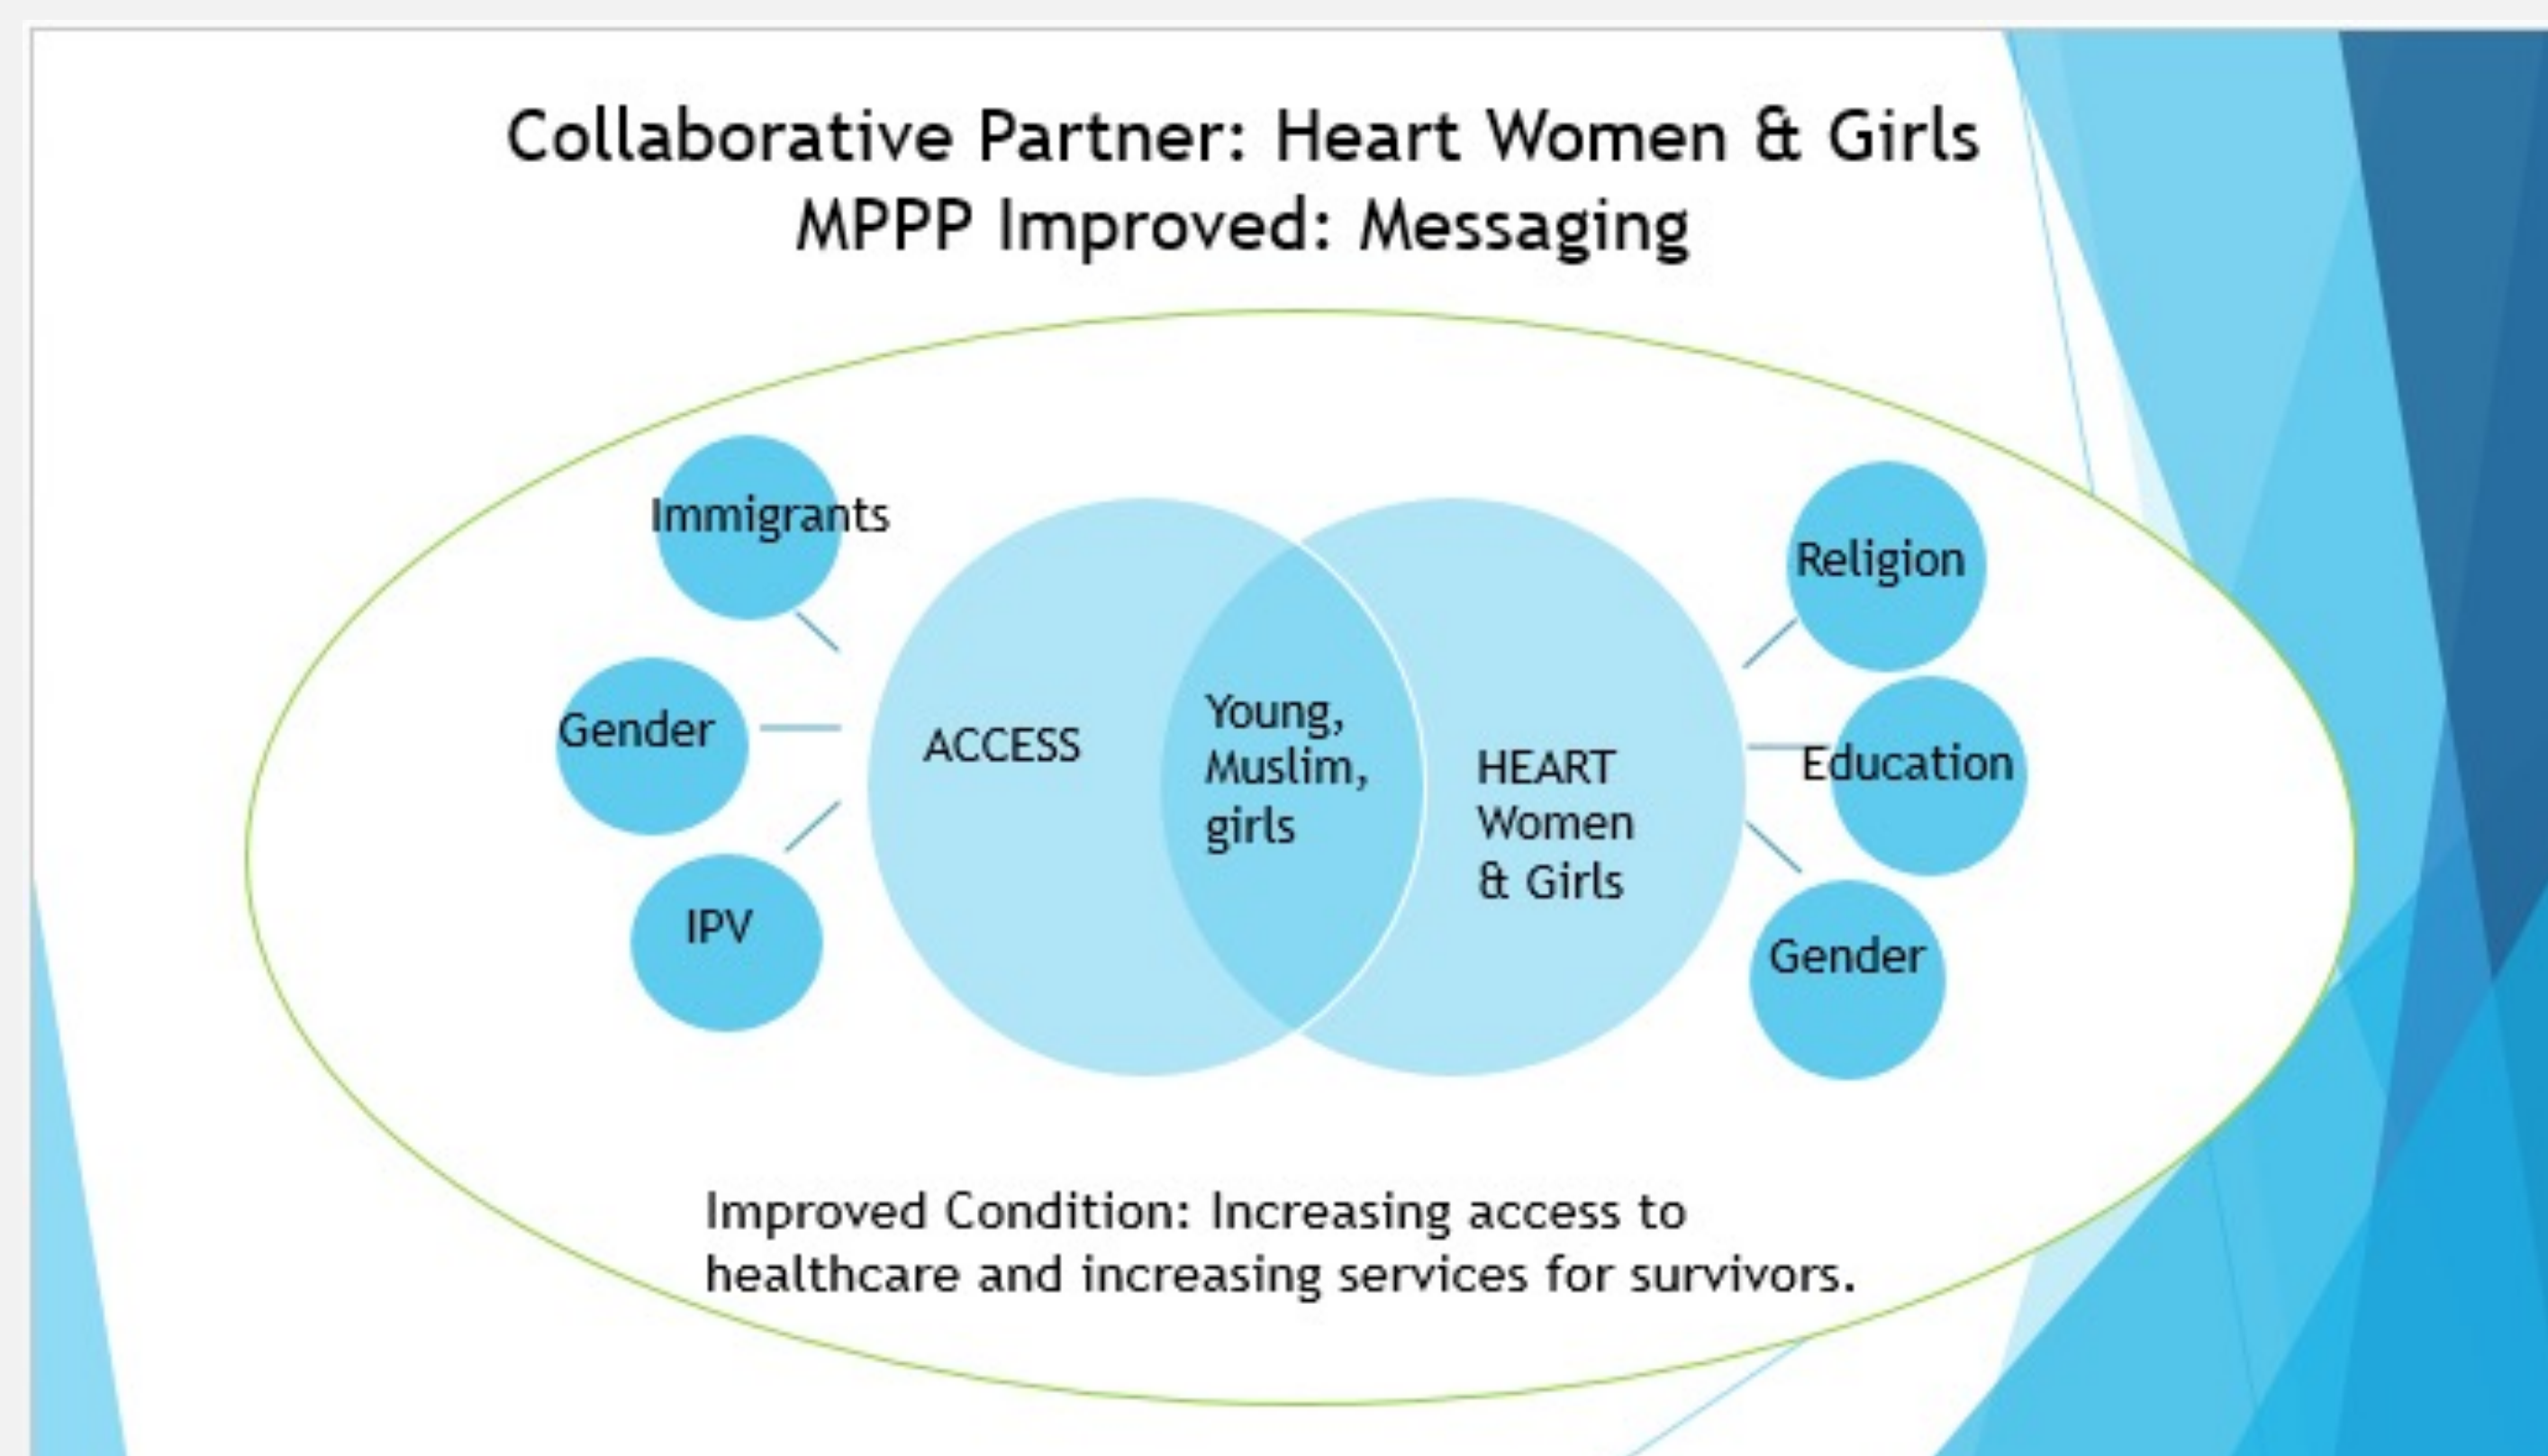 Collaborative Partner: Heart Women & Girls
MPPP Improved: Messaging
Immigrants
Gender
IPV
ACCESS
Young,
Muslim,
girls
HEART
Women
& Girls
Religion
Education
Gender
Improved Condition: Increasing access to
healthcare and increasing services for survivors.